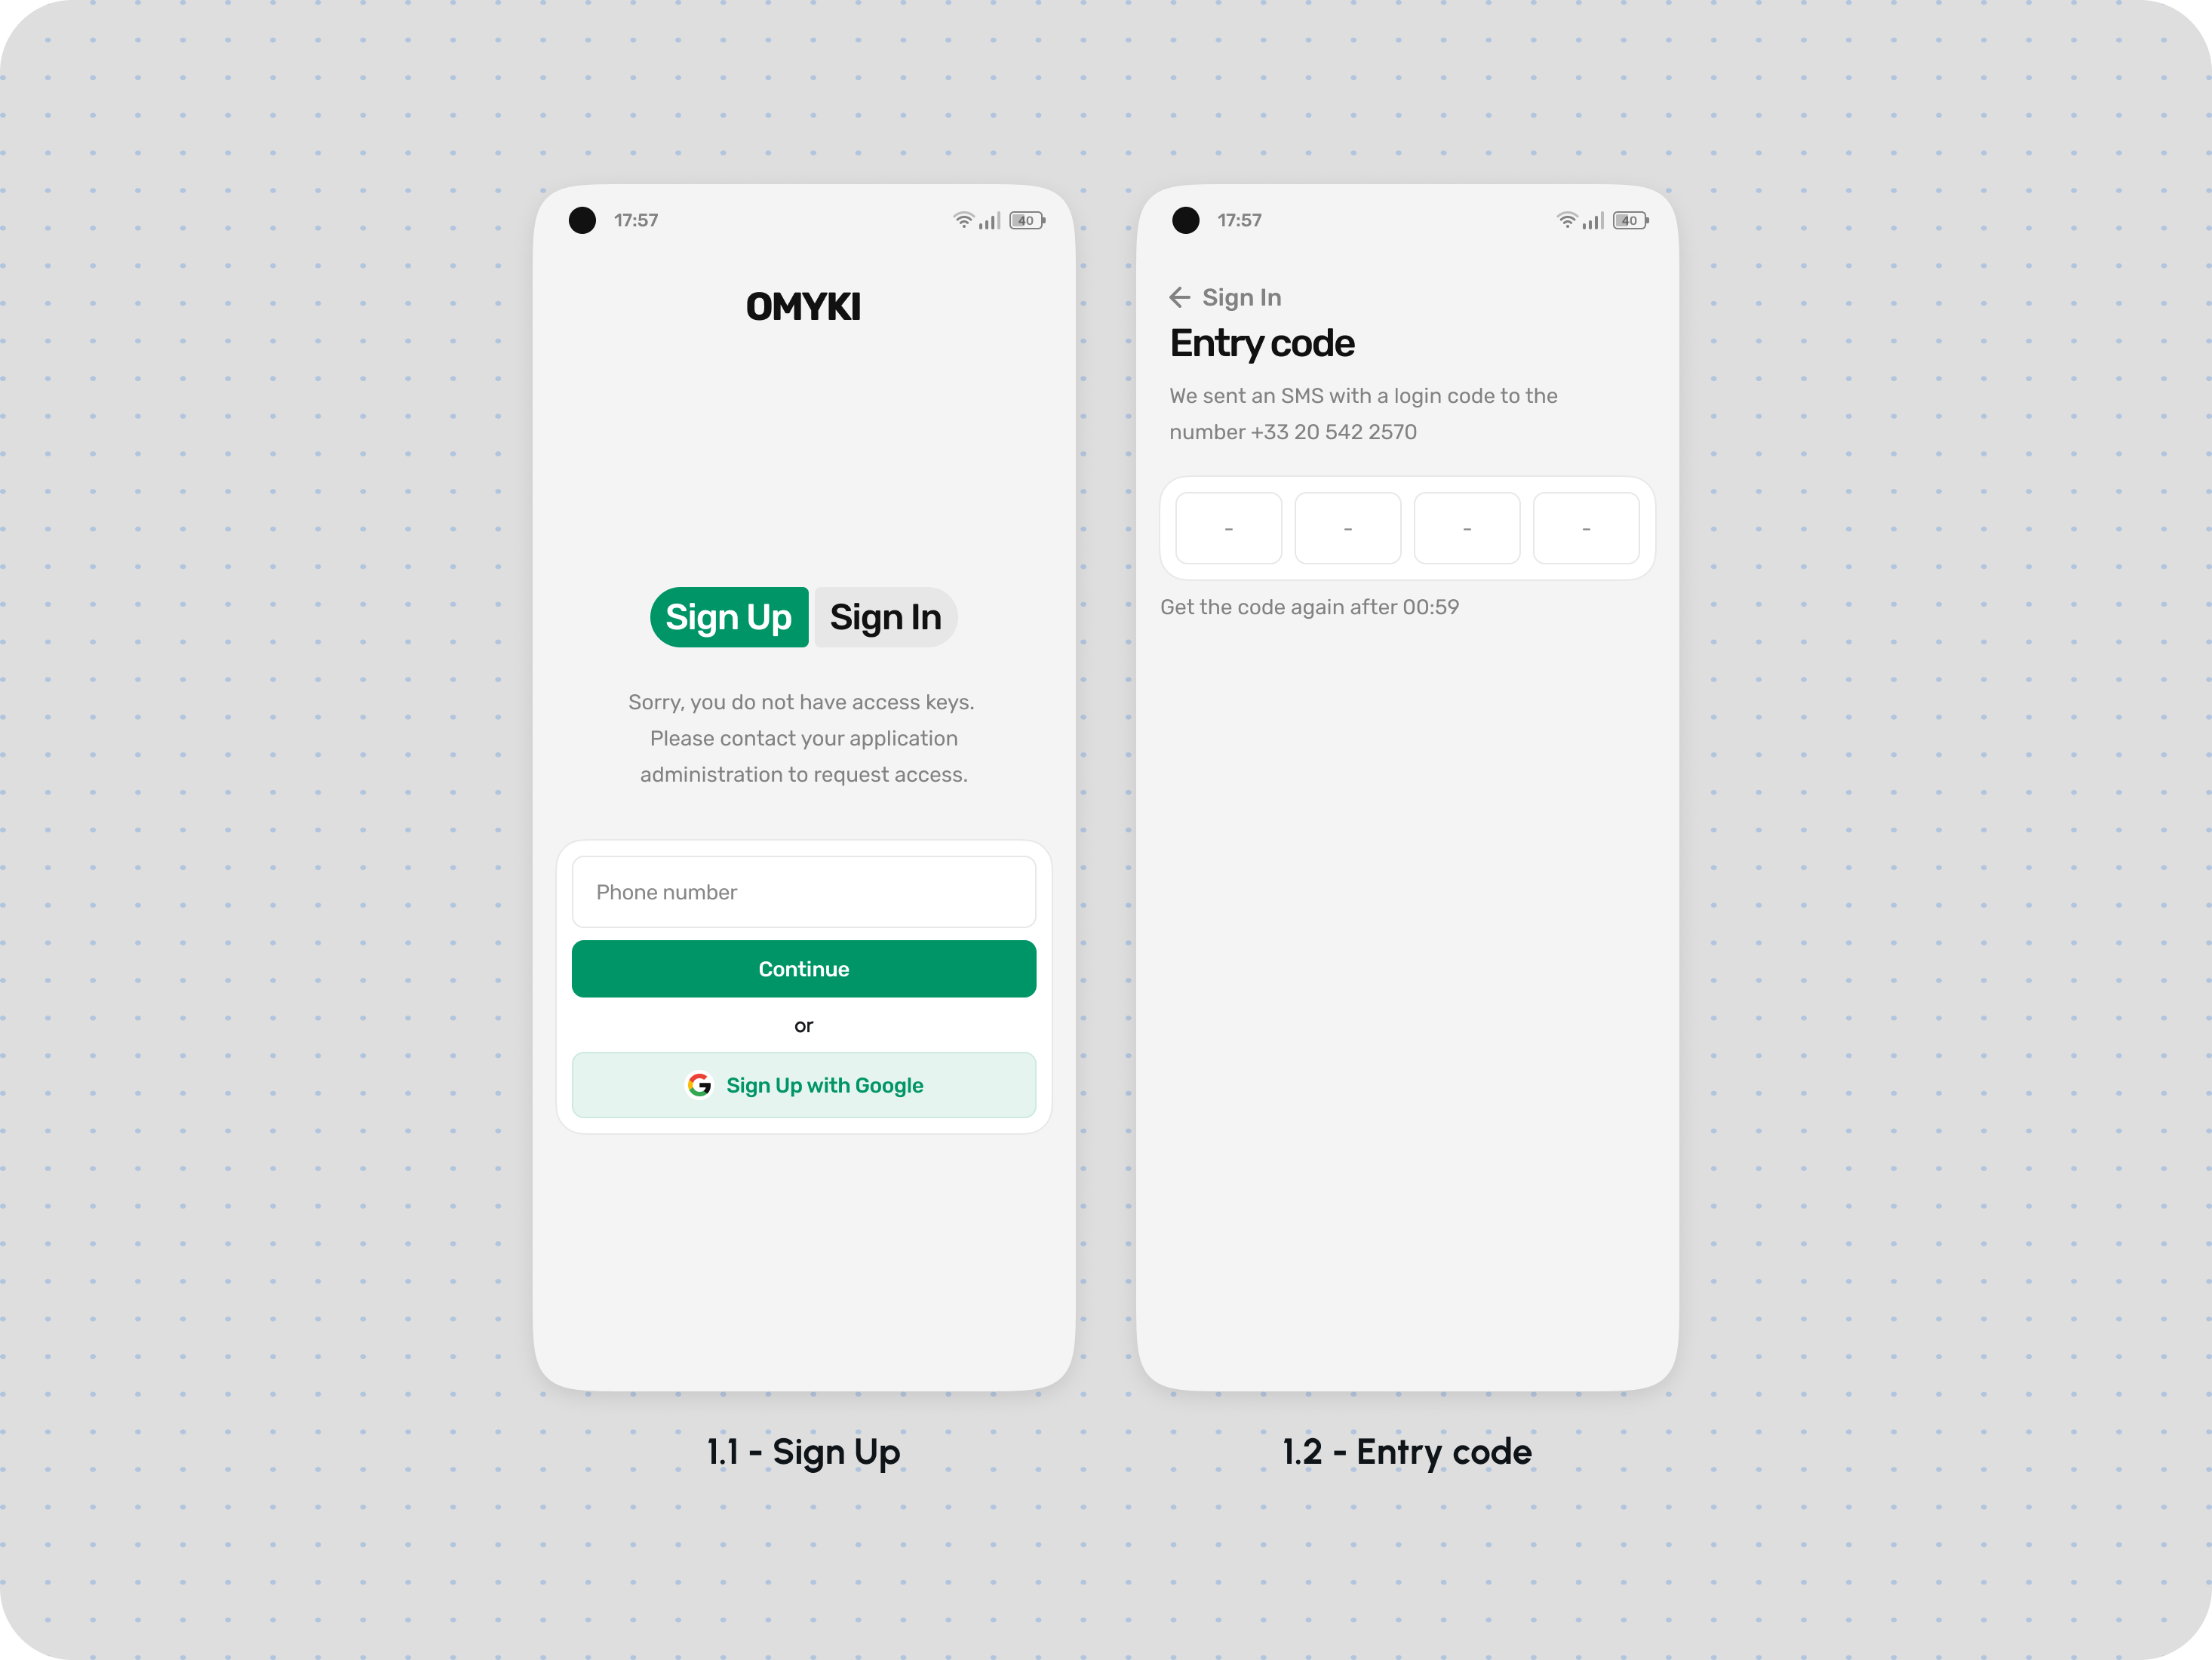 17:57
40
OMYKI
Sign Up
Sign In
Sorry, you do not have access keys.
Please contact your application
administration to request access.
Phone number
Continue
or
Sign Up with Google
1.1 - Sign Up
17:57
40
Sign In
Entry code
We sent an SMS with a login code to the
number +33 20 542 2570
- - - -
Get the code again after 00:59
1.2 - Entry code